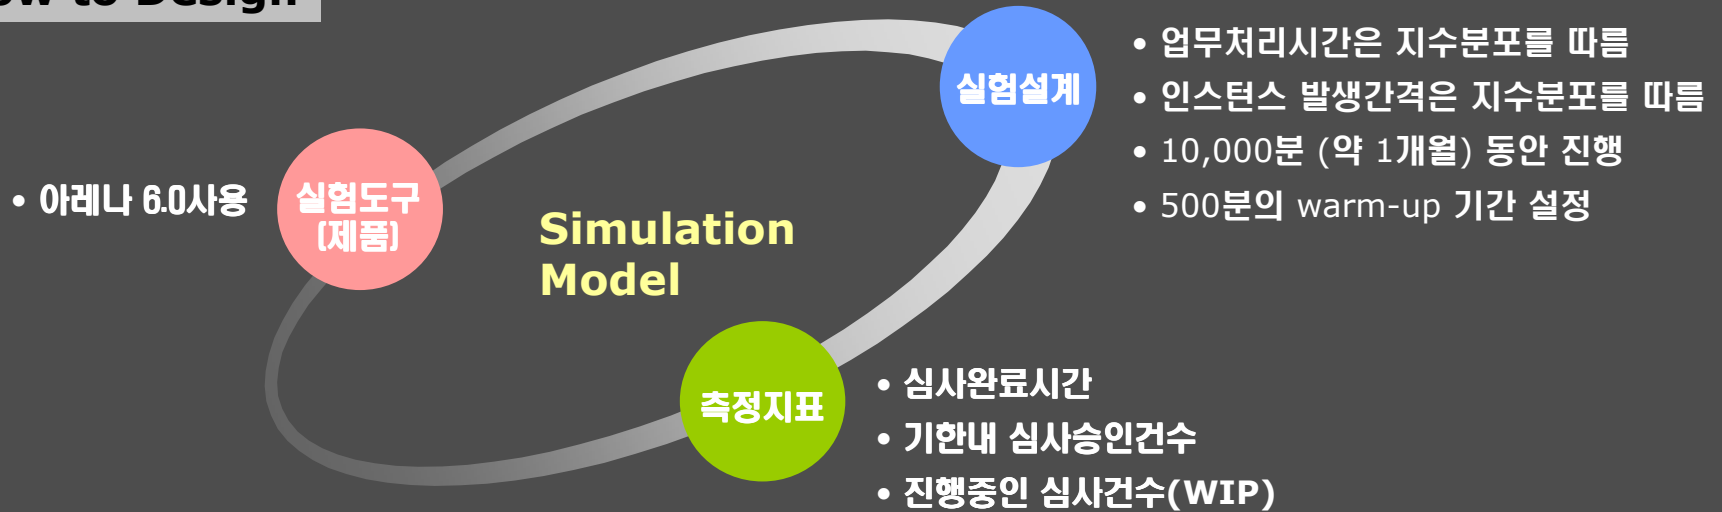 to Design
실험설계
• 업무처리시간은 지수분포를 따름
• 인스턴스 발생간격은 지수분포를 따름
• 10,000분 (약 1개월) 동안 진행
• 500분의 warm-up 기간 설정
• 아레나 6.0사용
실험도구
(제품)
Simulation
Model
측정지표
• 심사완료시간
• 기한내 심사승인건수
• 진행중인 심사건수(WIP)